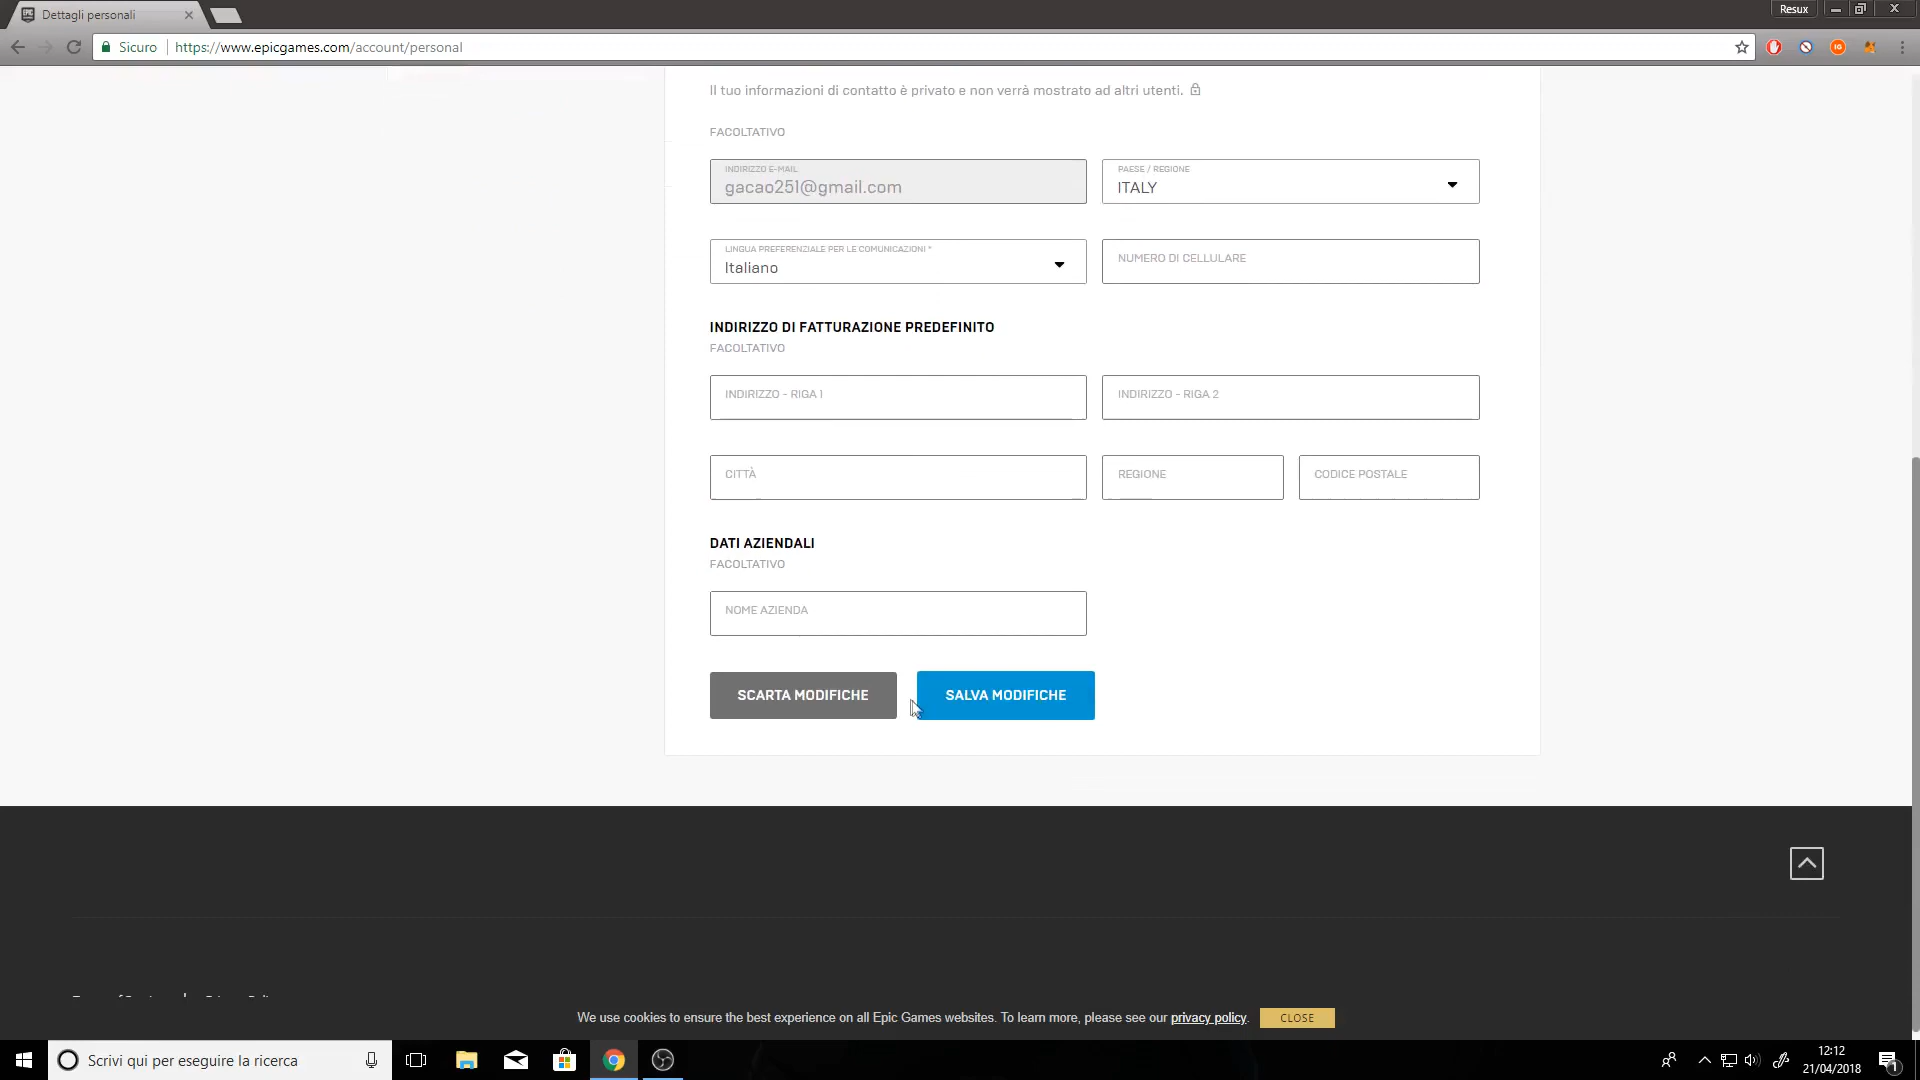 Dettagli personali
Resux
Sicuro https://www.epicgames.com/account/personal
Il tuo informazioni di contatto è privato e non verrà mostrato ad altri utenti.
FACOLTATIVO
INDIRIZZO E-MAIL
gacao251@gmail.com
PAESE / REGIONE
ITALY
LINGUA PREFERENZIALE PER LE COMUNICAZIONI *
Italiano
NUMERO DI CELLULARE
INDIRIZZO DI FATTURAZIONE PREDEFINITO
FACOLTATIVO
INDIRIZZO - RIGA 1
INDIRIZZO - RIGA 2
CITTÀ
REGIONE
CODICE POSTALE
DATI AZIENDALI
FACOLTATIVO
NOME AZIENDA
SCARTA MODIFICHE
SALVA MODIFICHE
We use cookies to ensure the best experience on all Epic Games websites. To learn more, please see our privacy policy.
CLOSE
Scrivi qui per eseguire la ricerca
12:12
21/04/2018
1